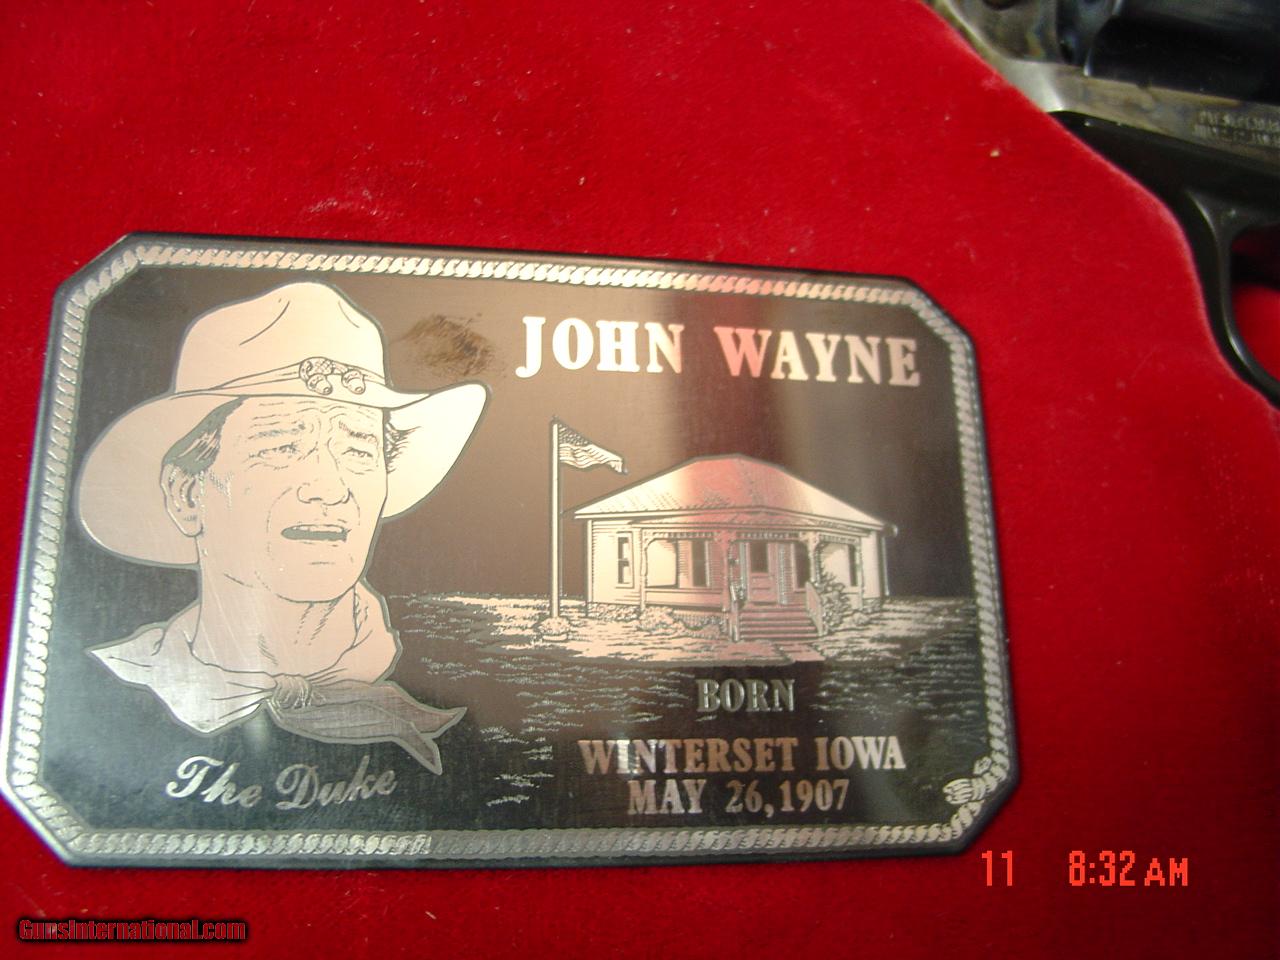 JOHN WAYNE
BORN
WINTERSET IOWA
MAY 26, 1907
The Duke
11 8:32 AM
GunsInternational.com